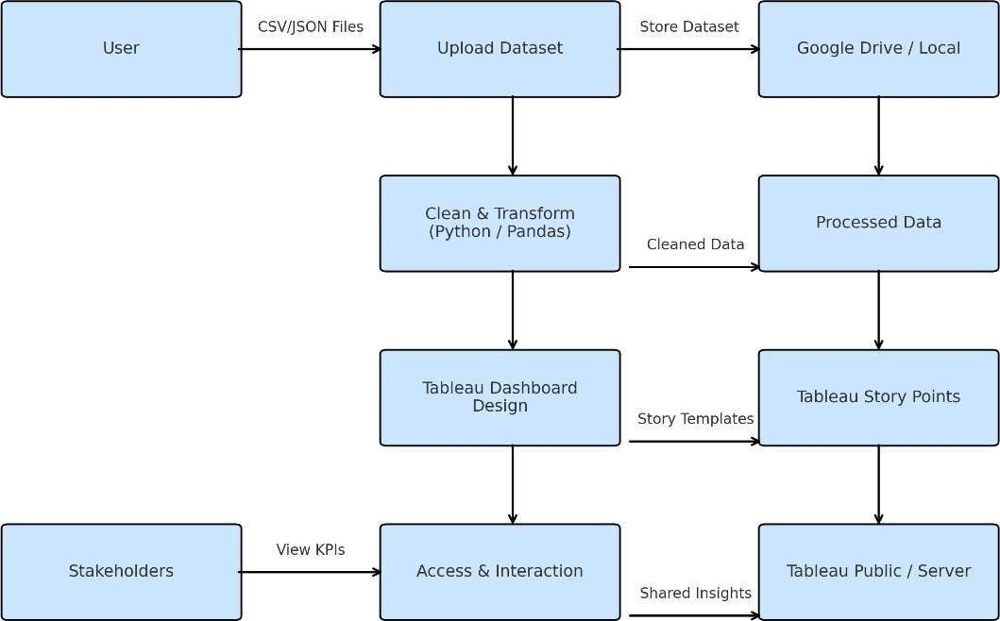 User
CSV/JSON Files
Upload Dataset
Store Dataset
Google Drive / Local
Clean & Transform
(Python / Pandas)
Cleaned Data
Processed Data
Tableau Dashboard
Design
Story Templates
Tableau Story Points
Stakeholders
View KPIs
Access & Interaction
Shared Insights
Tableau Public / Server